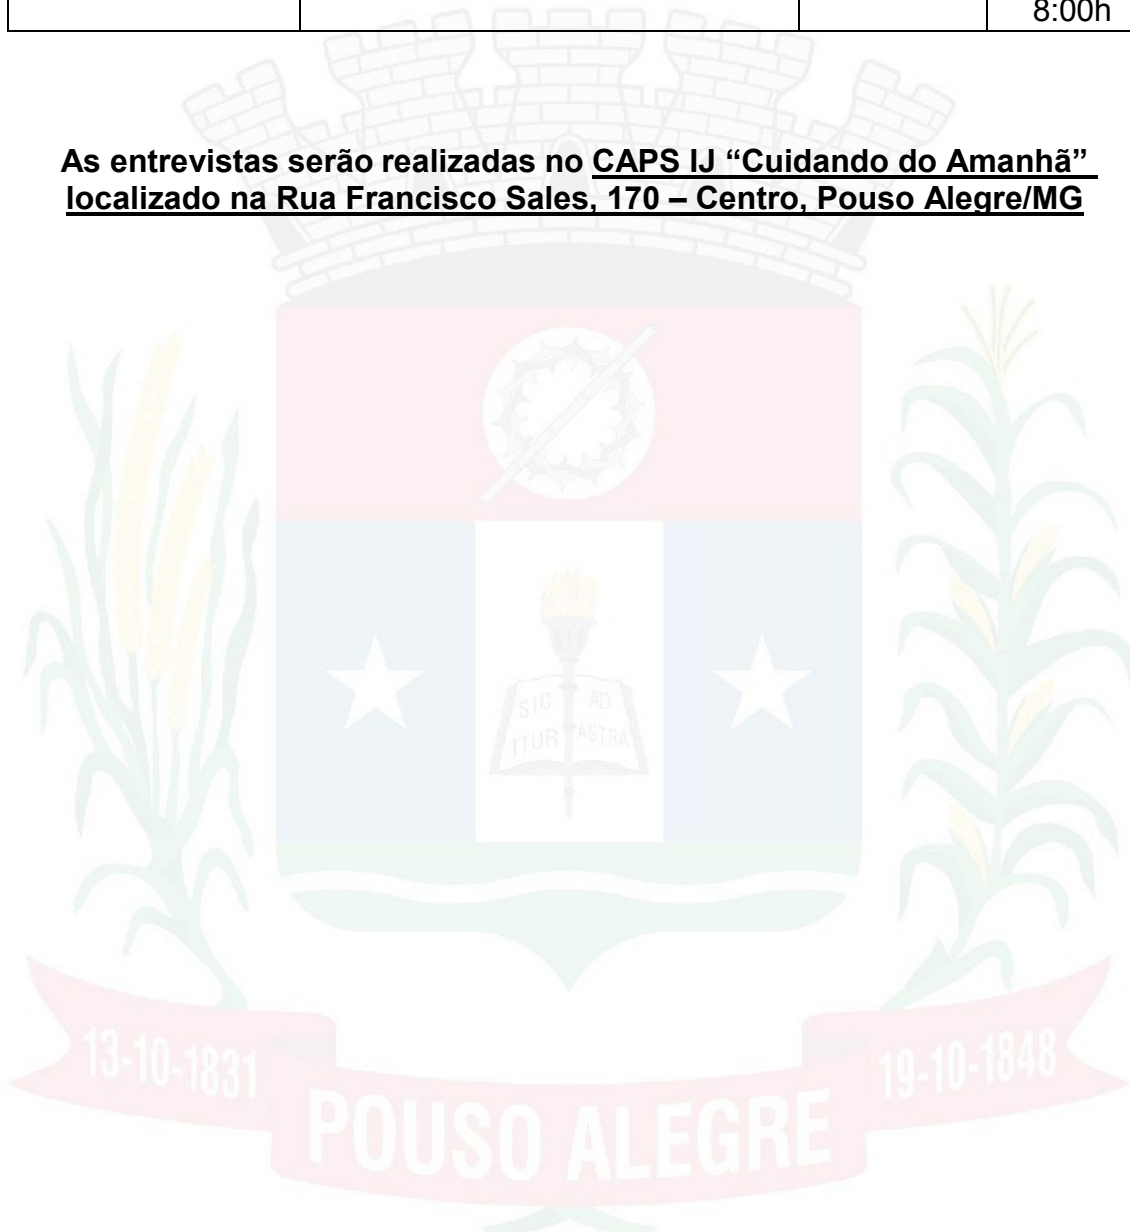 8:00h
As entrevistas serão realizadas no CAPS IJ “Cuidando do Amanhã”
localizado na Rua Francisco Sales, 170 – Centro, Pouso Alegre/MG
SIC AD
ITUR ASTRA
13-10-1831
19-10-1848
POUSO ALEGRE